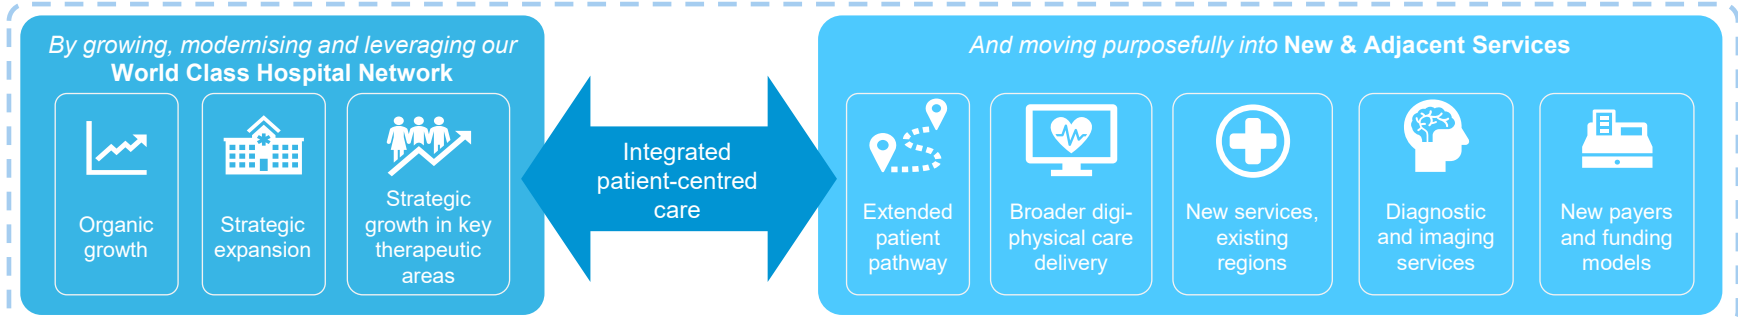 By growing, modernising and leveraging our
World Class Hospital Network
Organic
growth
Strategic
expansion
Strategic
growth in key
therapeutic
areas
Integrated
patient-centred
care
And moving purposefully into New & Adjacent Services
Extended
patient
pathway
Broader digi-
physical care
delivery
New services,
existing
regions
Diagnostic
and imaging
services
New payers
and funding
models